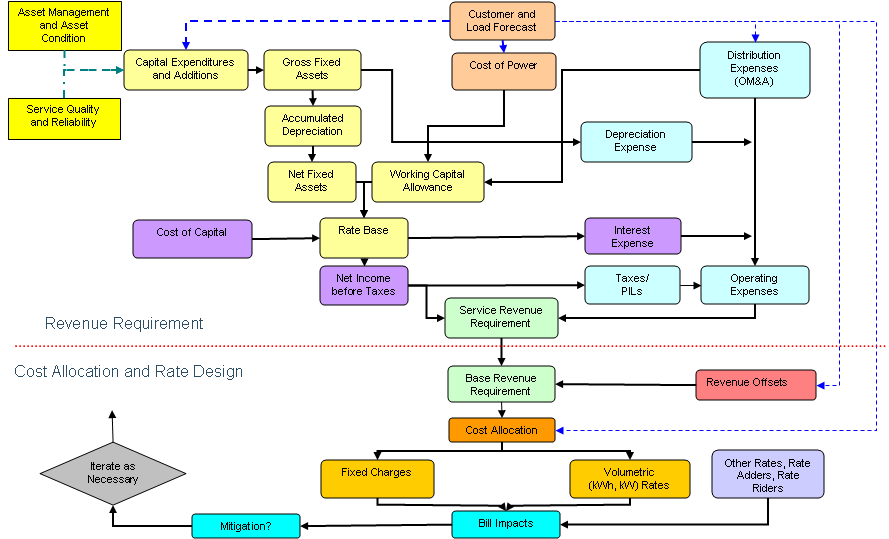 Asset Management
and Asset
Condition
Customer and
Load Forecast
Capital Expenditures
and Additions
Gross Fixed
Assets
Cost of Power
Distribution
Expenses
(OM&A)
Service Quality
and Reliability
Accumulated
Depreciation
Depreciation
Expense
Net Fixed
Assets
Working Capital
Allowance
Cost of Capital
Rate Base
Interest
Expense
Net Income
before Taxes
Taxes/
PILs
Operating
Expenses
Service Revenue
Requirement
Revenue Requirement
Cost Allocation and Rate Design
Base Revenue
Requirement
Revenue Offsets
Cost Allocation
Iterate as
Necessary
Fixed Charges
Volumetric
(kWh, kW) Rates
Other Rates, Rate
Adders, Rate
Riders
Mitigation?
Bill Impacts